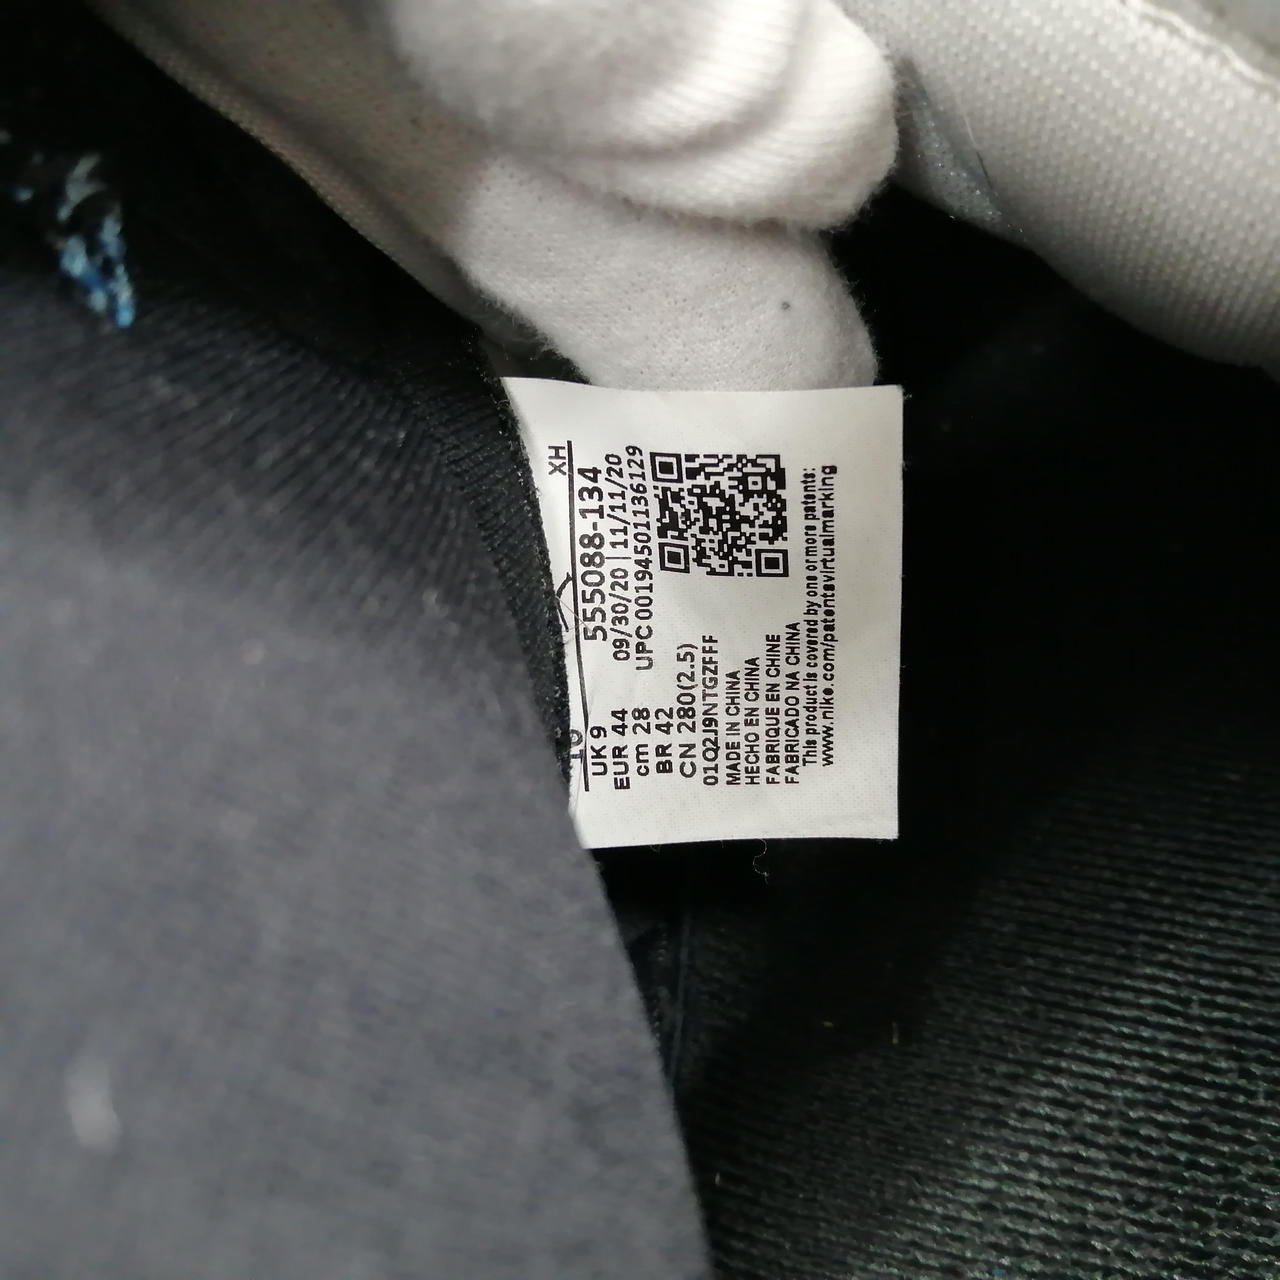 XH
10
555088-134
UK 9
09/30/20 | 11/11/20
EUR 44
UPC 00194501136129
cm 28
BR 42
CN 280(2.5)
01Q2J9NTGZFFF
MADE IN CHINA
HECHO EN CHINA
FABRIQUE EN CHINE
FABRICADO NA CHINA
This product is covered by one or more patents:
www.nike.com/patentsvirtualmarking